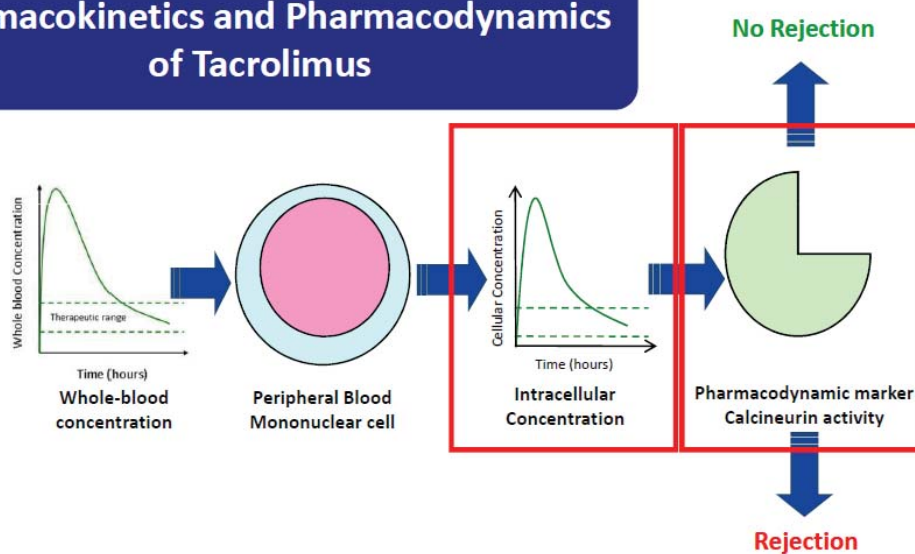 macokinetics and Pharmacodynamics
of Tacrolimus
No Rejection
Whole blood Concentration
Therapeutic range
Time (hours)
Whole-blood
concentration
Peripheral Blood
Mononuclear cell
Cellular Concentration
Time (hours)
Intracellular
Concentration
Pharmacodynamic marker
Calcineurin activity
Rejection